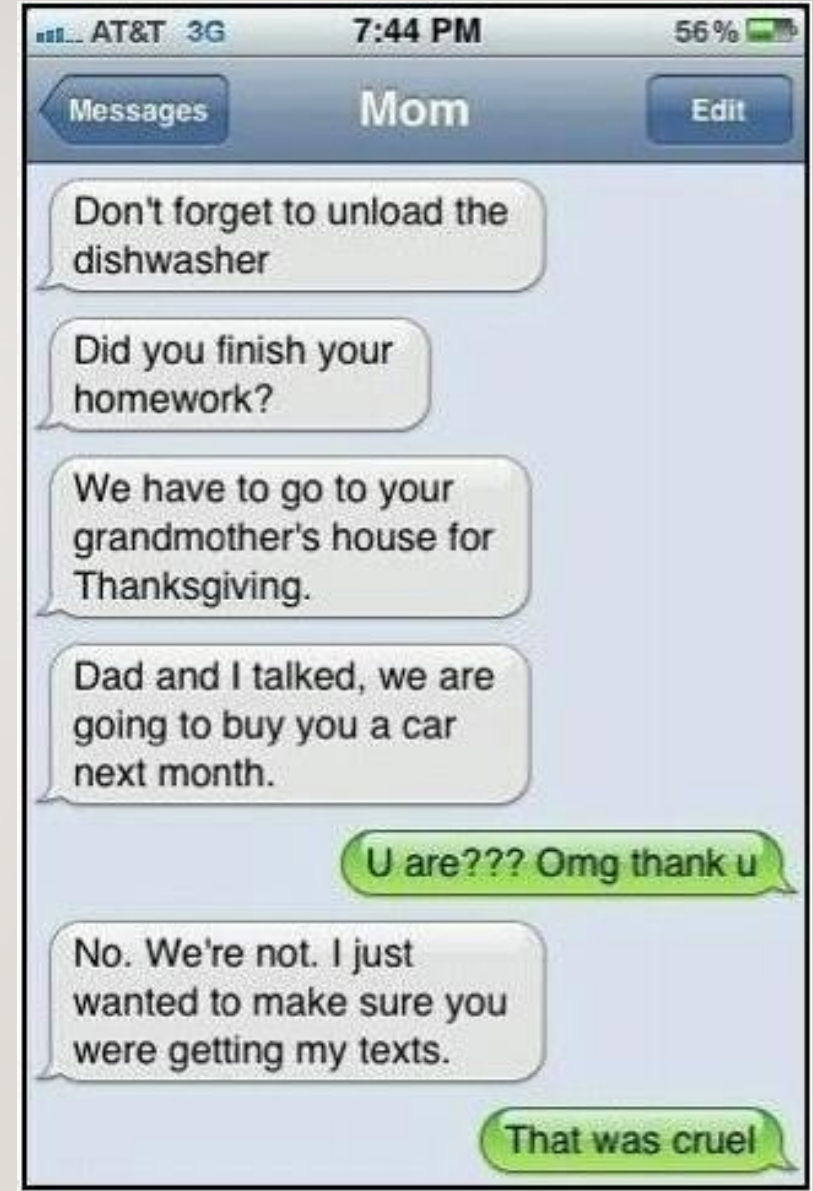 AT&T 3G 7:44 PM 56%
Messages Mom Edit
Don't forget to unload the
dishwasher
Did you finish your
homework?
We have to go to your
grandmother's house for
Thanksgiving.
Dad and I talked, we are
going to buy you a car
next month.
U are??? Omg thank u
No. We're not. I just
wanted to make sure you
were getting my texts.
That was cruel